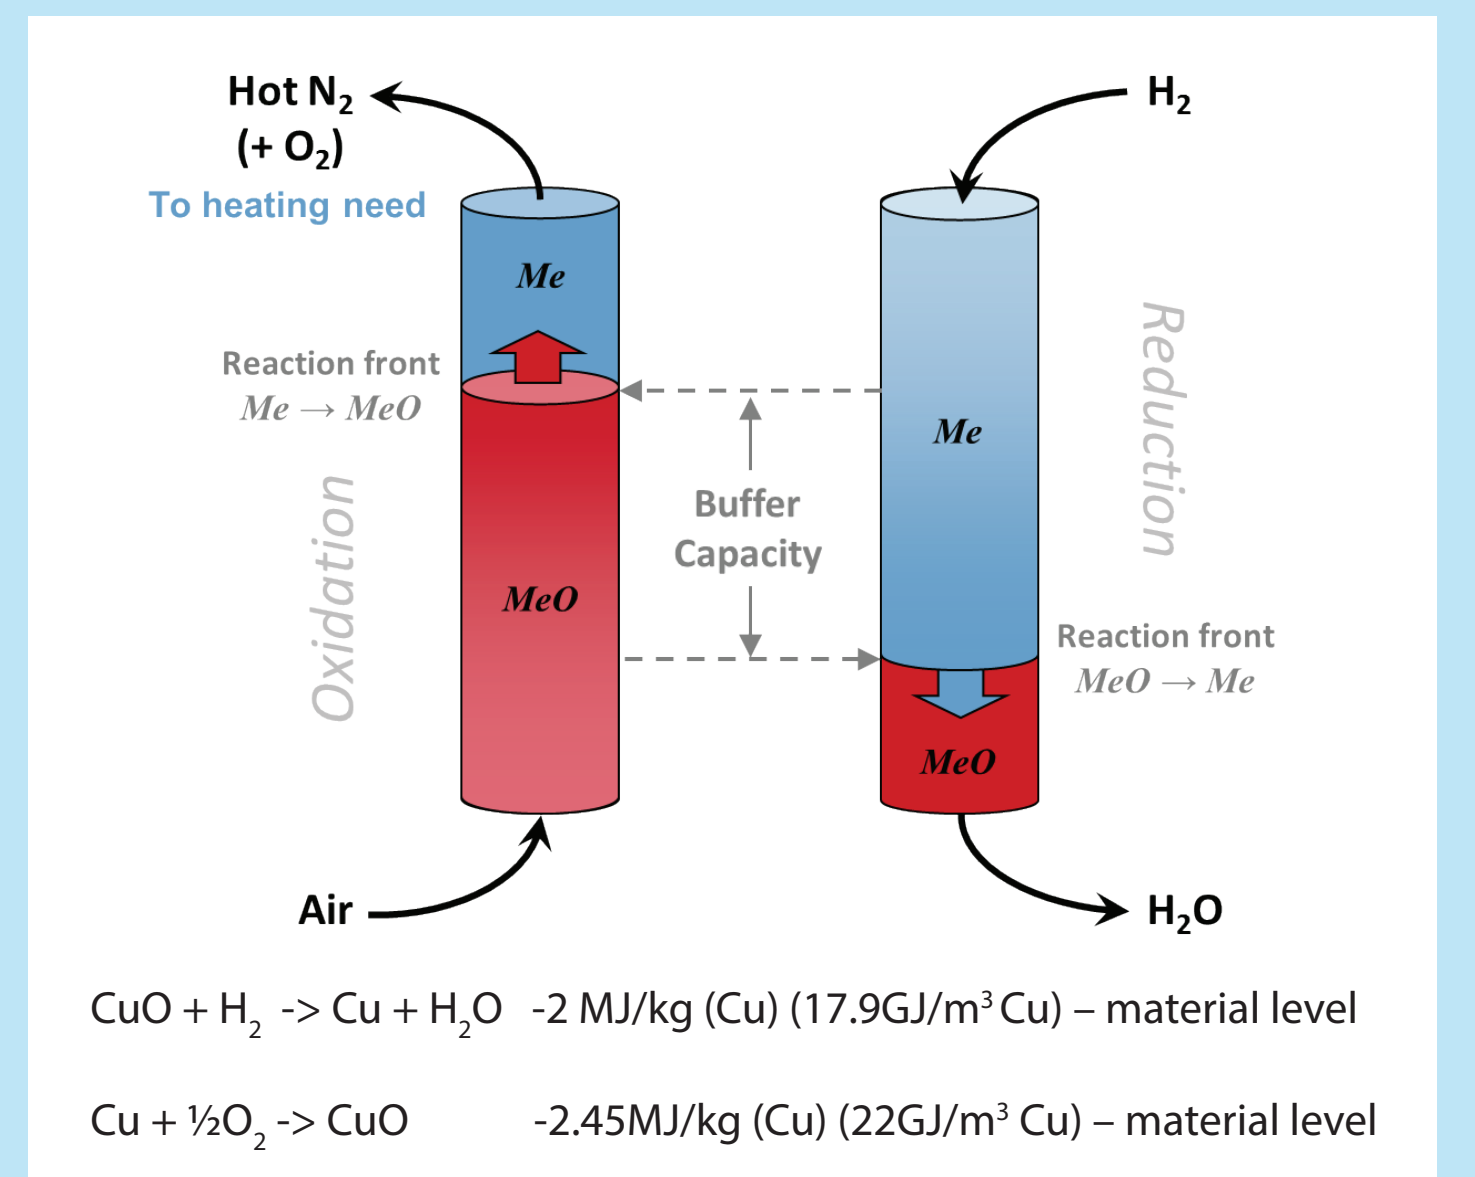 Hot N₂
(+ O₂)
To heating need
H₂
Me
Reaction front
Me → MeO
Oxidation
MeO
Buffer
Capacity
Me
Reduction
Reaction front
MeO → Me
MeO
Air
H₂O
CuO + H₂ -> Cu + H₂O -2 MJ/kg (Cu) (17.9GJ/m³ Cu) – material level
Cu + ½O₂ -> CuO -2.45MJ/kg (Cu) (22GJ/m³ Cu) – material level